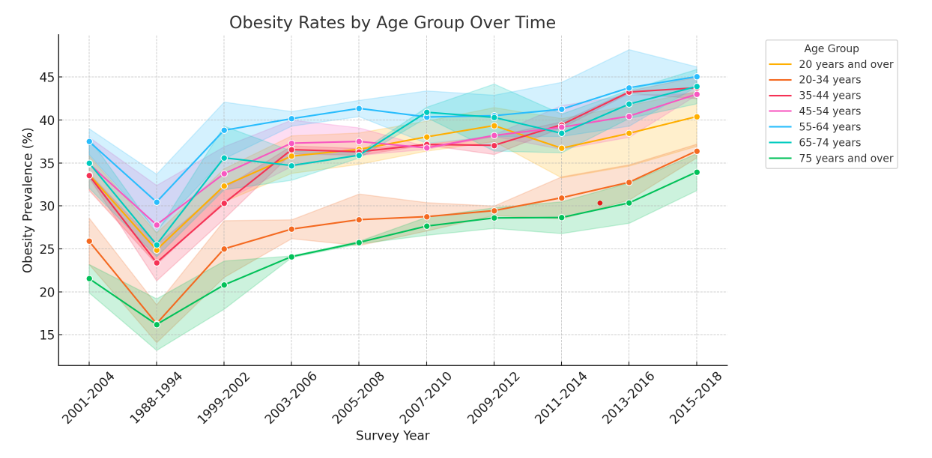 Obesity Rates by Age Group Over Time
Obesity Prevalence (%)
45
40
35
30
25
20
15
2001-2004
1988-1994
1999-2002
2003-2006
2005-2008
2007-2010
2009-2012
2011-2014
2013-2016
2015-2018
Survey Year
Age Group
20 years and over
20-34 years
35-44 years
45-54 years
55-64 years
65-74 years
75 years and over